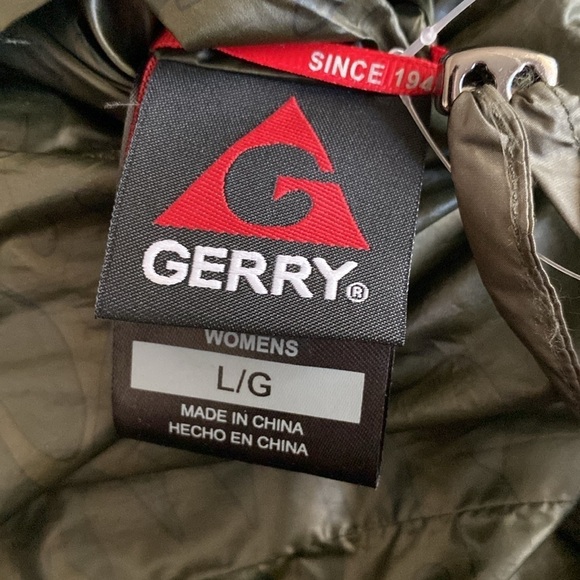 SINCE 194
GERRY®
WOMENS
L/G
MADE IN CHINA
HECHO EN CHINA